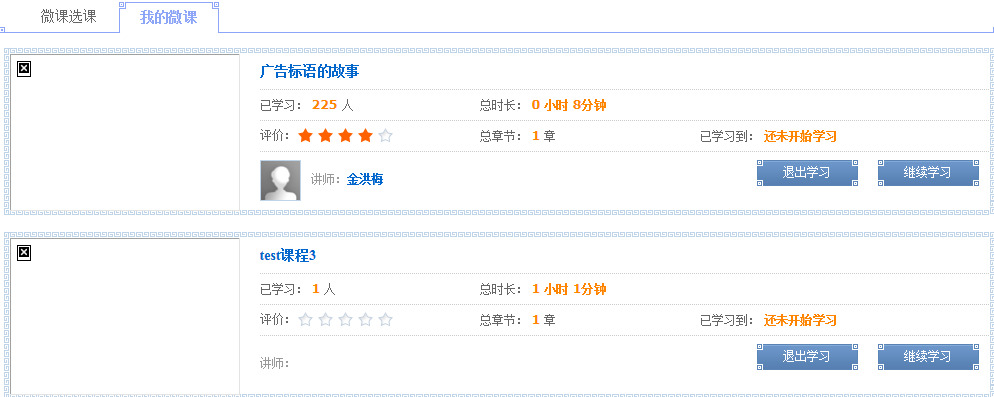 微课选课 我的微课
广告标语的故事
已学习： 225 人 总时长： 0 小时 8分钟
评价： 总章节： 1 章 已学习到： 还未开始学习
讲师：金洪梅 退出学习 继续学习
test课程3
已学习： 1 人 总时长： 1 小时 1分钟
评价： 总章节： 1 章 已学习到： 还未开始学习
讲师： 退出学习 继续学习